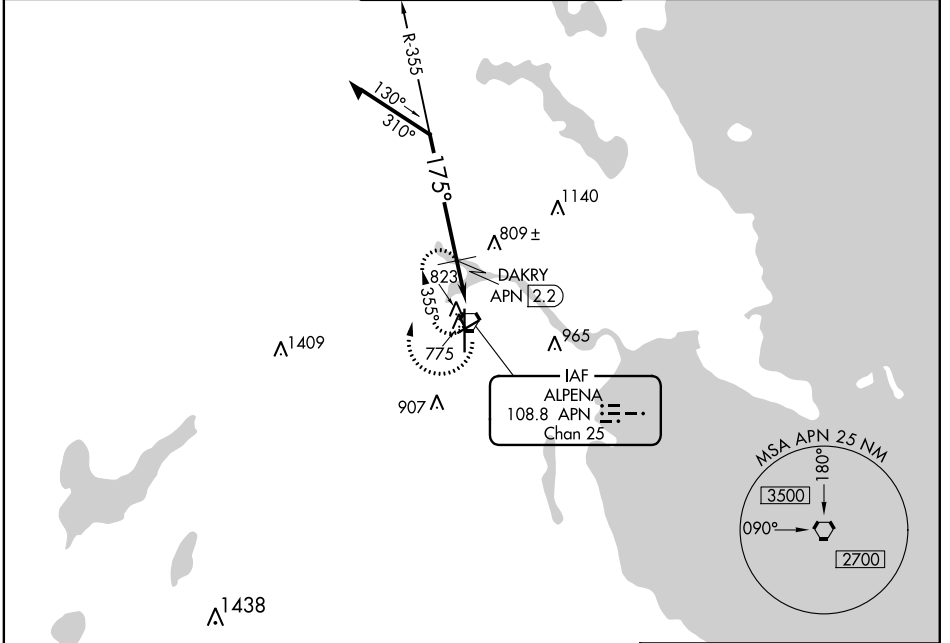 R-355
130°
310°
175°
1140
809 ±
DAKRY
APN 2.2
823
355°
775
965
1409
907
IAF
ALPENA
108.8 APN
Chan 25
MSA APN 25 NM
180°
3500
090°
2700
1438